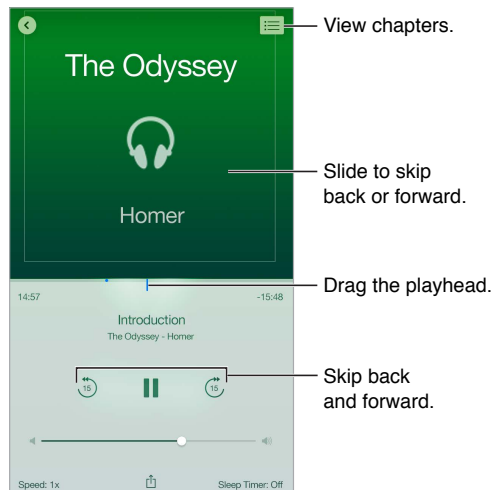 View chapters.
The Odyssey
Slide to skip
back or forward.
Homer
Drag the playhead.
14:57
-15:48
Introduction
The Odyssey - Homer
15
15
Skip back
and forward.
Speed: 1x
Sleep Timer: Off